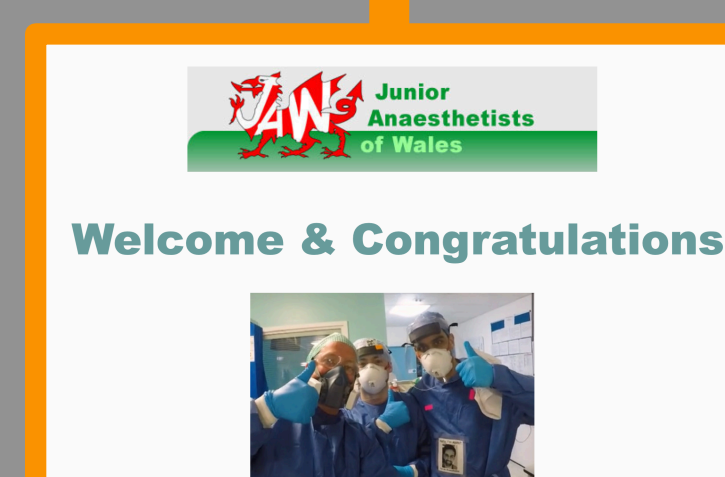 JAW
Junior
Anaesthetists
of Wales
Welcome & Congratulations